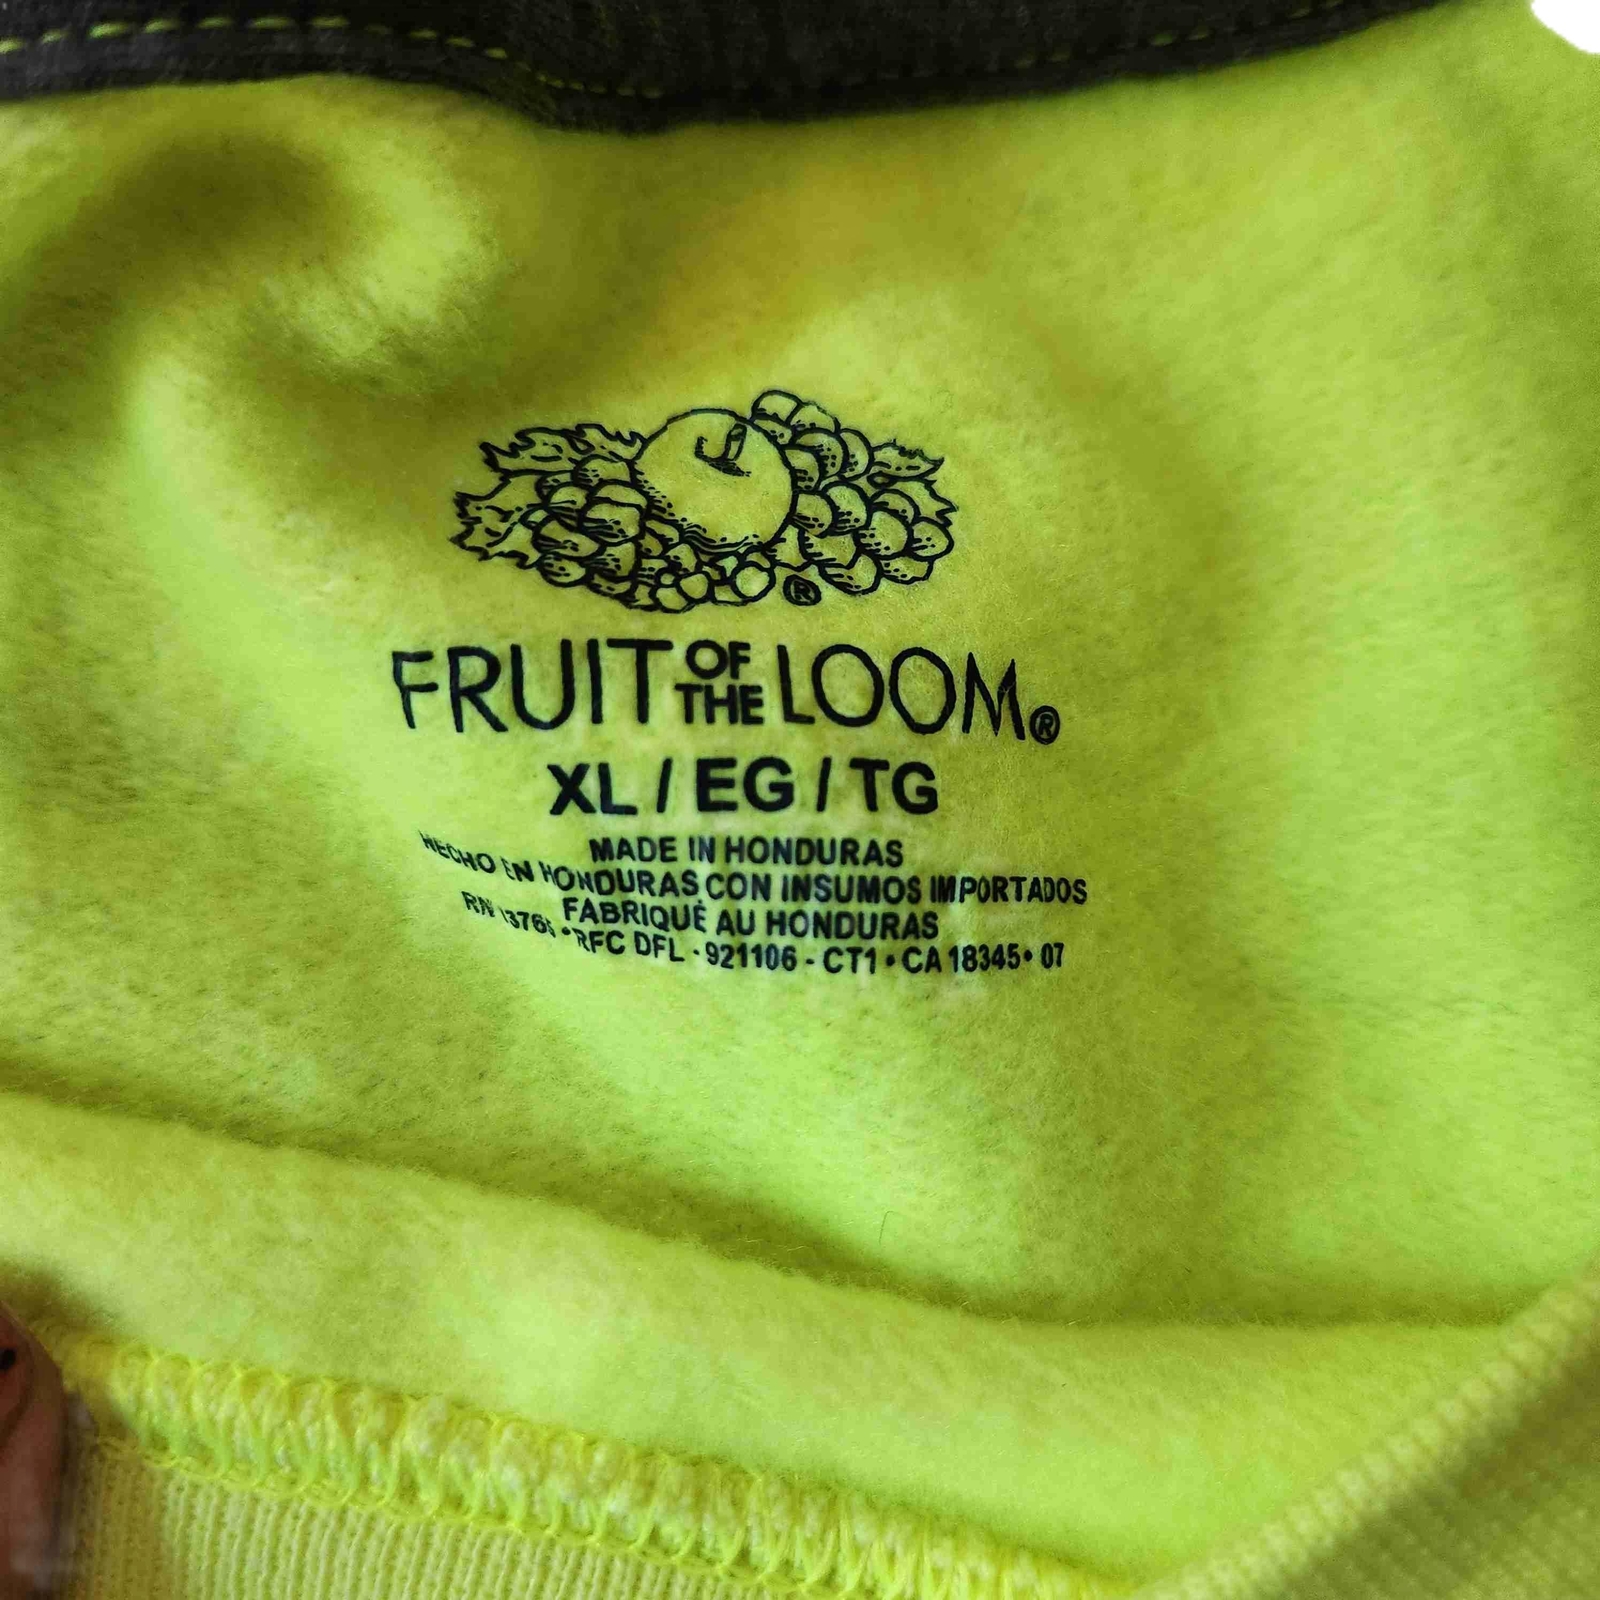 ®
FRUIT OF THE LOOM®
XL / EG / TG
MADE IN HONDURAS
HECHO EN HONDURAS CON INSUMOS IMPORTADOS
FABRIQUÉ AU HONDURAS
RN • RFC DFL - 921106 - CT1 • CA 18345 • 07